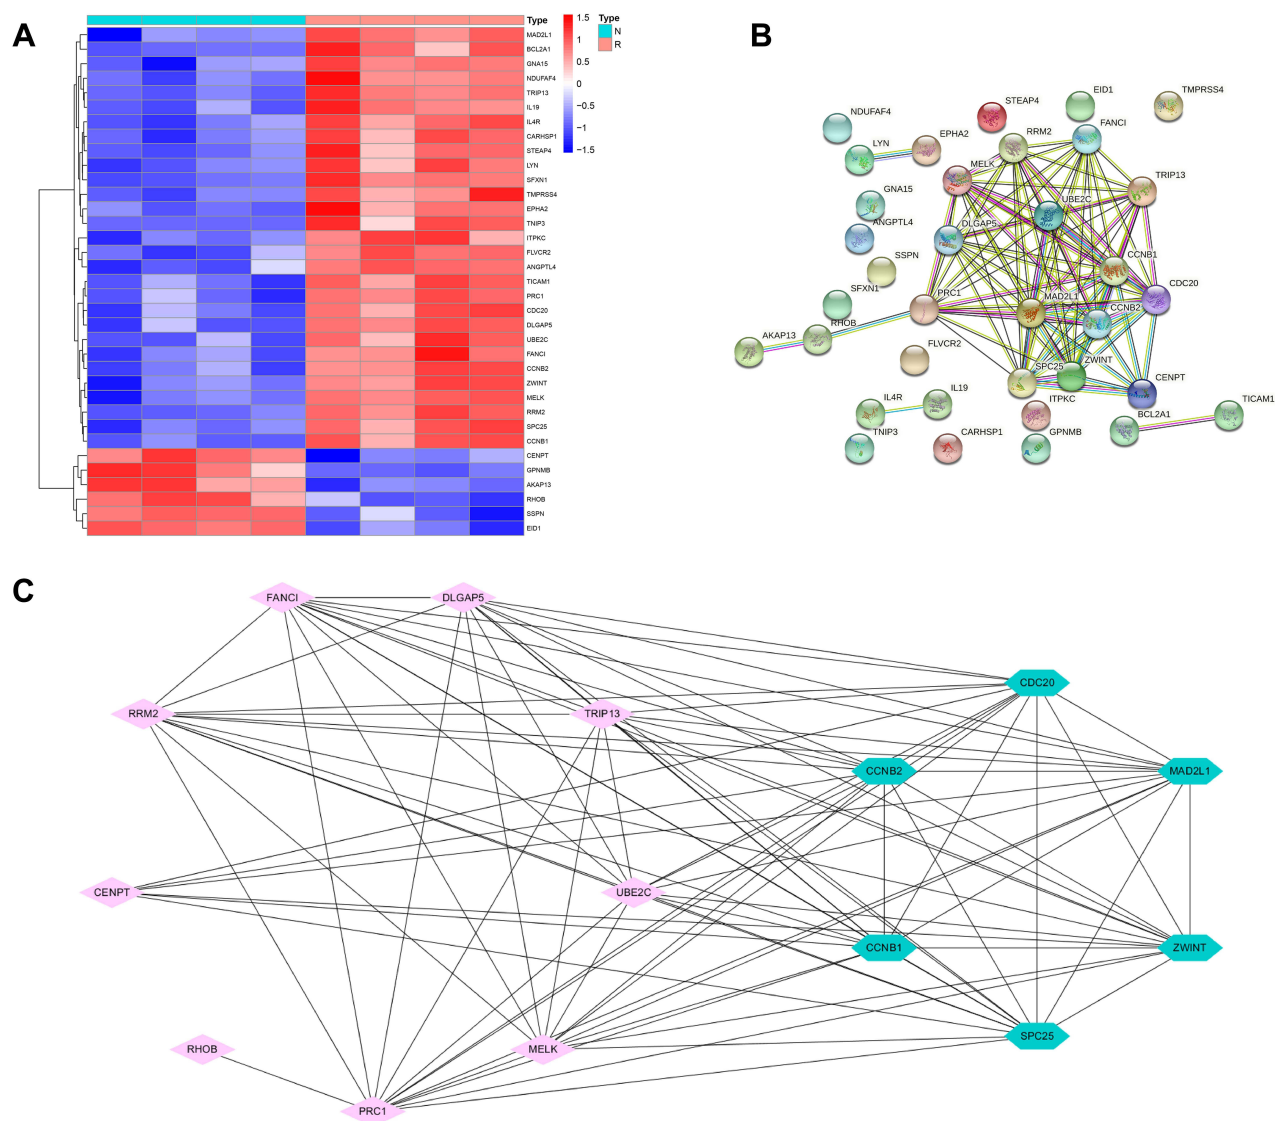 A
Type
MAD2L1
BCL2A1
GNA15
NDUFAF4
TRIP13
IL19
IL4R
CARHSP1
STEAP4
LYN
SFXN1
TMPRSS4
EPHA2
TNIP3
ITPKC
FLVCR2
ANGPTL4
TICAM1
PRC1
CDC20
DLGAP5
UBE2C
FANCI
CCNB2
ZWINT
MELK
RRM2
SPC25
CCNB1
CENPT
GPNMB
AKAP13
RHOB
SSPN
EID1
1.5
1
0.5
0
−0.5
−1
−1.5
Type
N
R
B
EID1
TMPRSS4
STEAP4
NDUFAF4
FANCI
RRM2
EPHA2
LYN
MELK
TRIP13
GNA15
UBE2C
ANGPTL4
DLGAP5
SSPN
CCNB1
CDC20
SFXN1
PRC1
MAD2L1
CCNB2
RHOB
AKAP13
FLVCR2
SPC25
ZWINT
CENPT
IL19
IL4R
ITPKC
BCL2A1
TICAM1
TNIP3
CARHSP1
GPNMB
C
FANCI
DLGAP5
CDC20
RRM2
TRIP13
CCNB2
MAD2L1
CENPT
UBE2C
CCNB1
ZWINT
SPC25
RHOB
MELK
PRC1